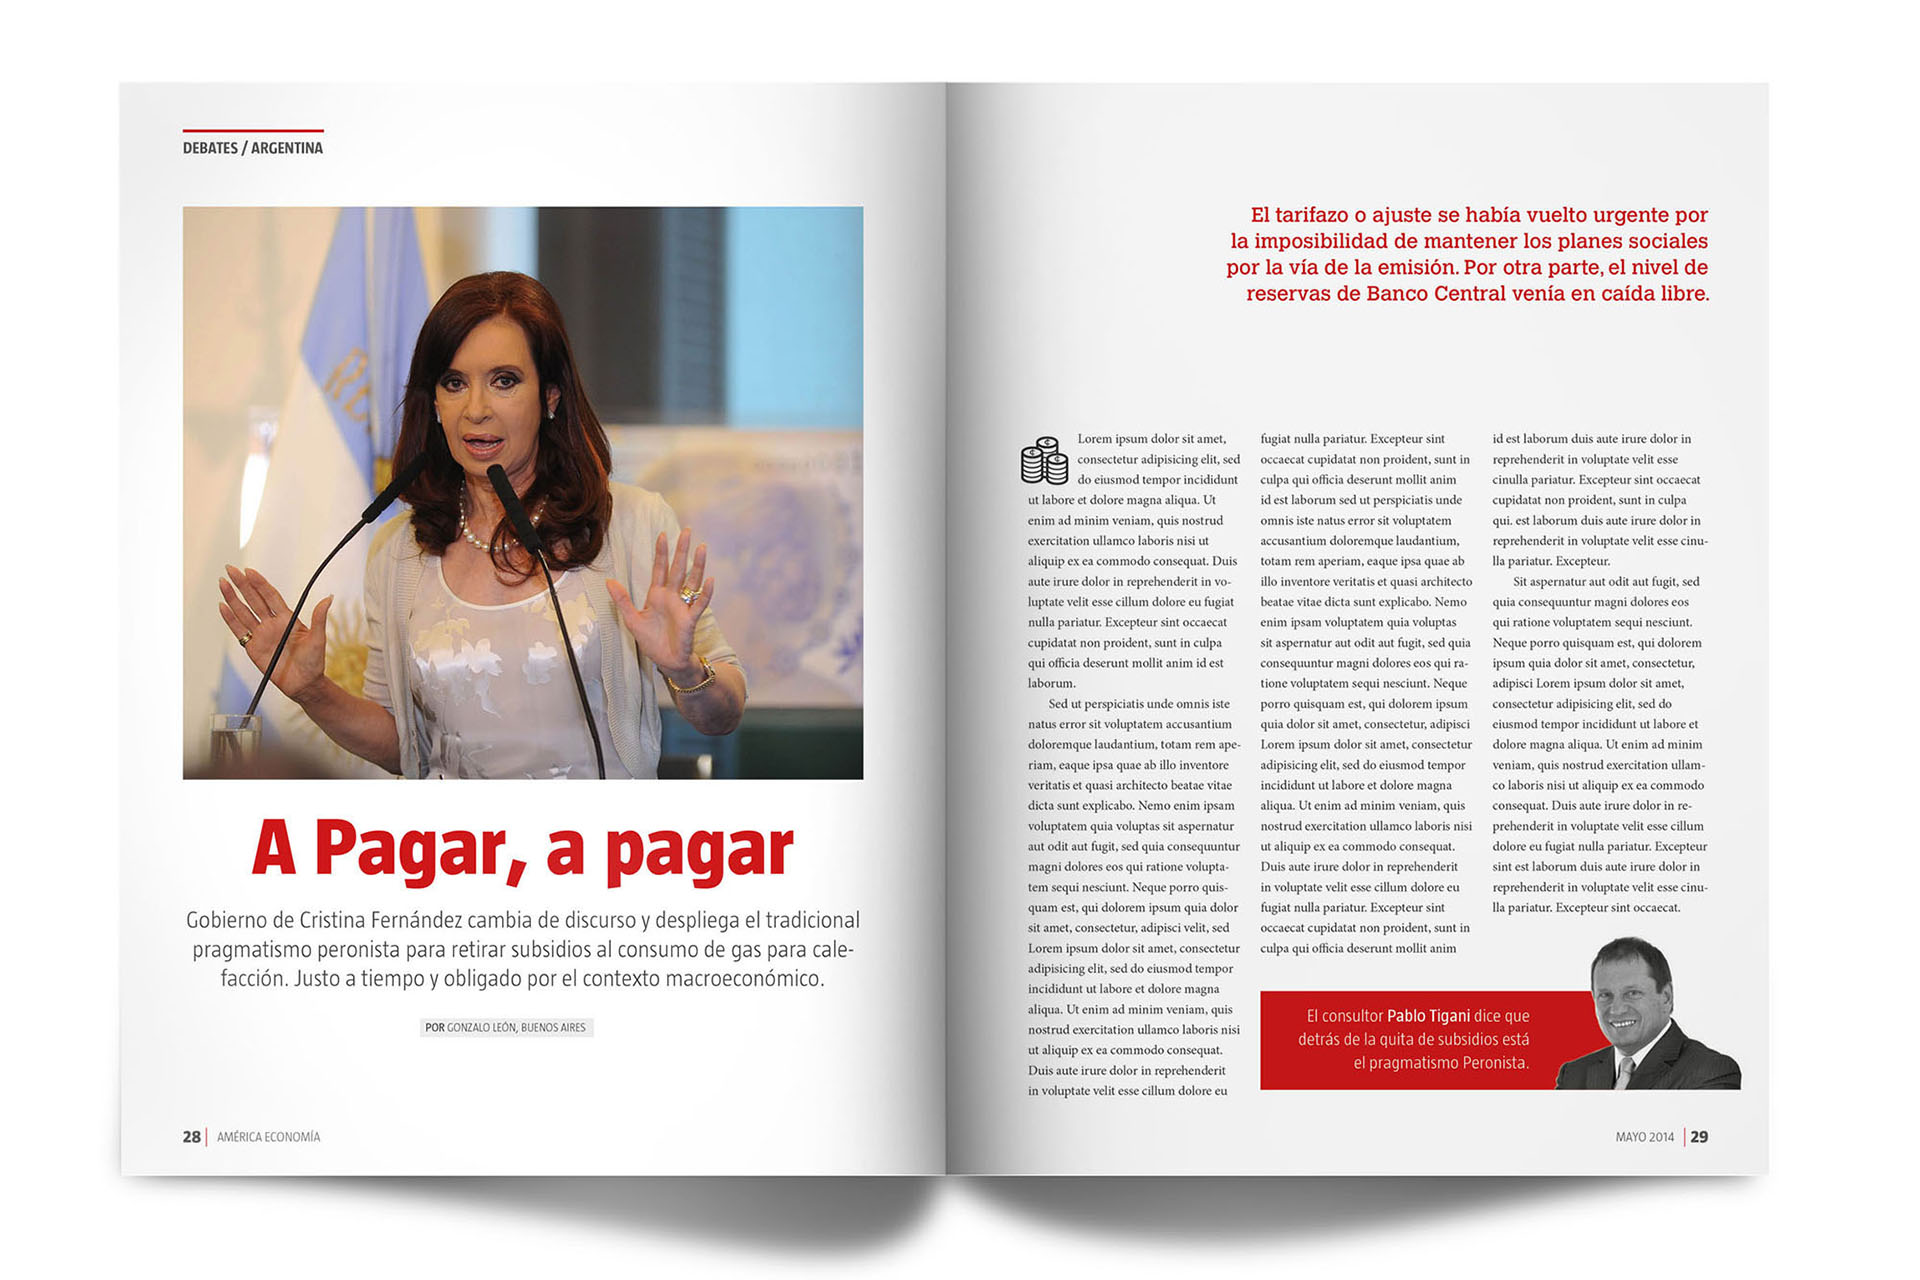 DEBATES / ARGENTINA
A Pagar, a pagar
Gobierno de Cristina Fernández cambia de discurso y despliega el tradicional
pragmatismo peronista para retirar subsidios al consumo de gas para cale-
facción. Justo a tiempo y obligado por el contexto macroeconómico.
POR GONZALO LEÓN, BUENOS AIRES
28 | AMÉRICA ECONOMÍA
El tarifazo o ajuste se había vuelto urgente por
la imposibilidad de mantener los planes sociales
por la vía de la emisión. Por otra parte, el nivel de
reservas de Banco Central venía en caída libre.
Lorem ipsum dolor sit amet,
consectetur adipisicing elit, sed
do eiusmod tempor incididunt
ut labore et dolore magna aliqua. Ut
enim ad minim veniam, quis nostrud
exercitation ullamco laboris nisi ut
aliquip ex ea commodo consequat. Duis
aute irure dolor in reprehenderit in vo-
luptate velit esse cillum dolore eu fugiat
nulla pariatur. Excepteur sint occaecat
cupidatat non proident, sunt in culpa
qui officia deserunt mollit anim id est
laborum.
Sed ut perspiciatis unde omnis iste
natus error sit voluptatem accusantium
doloremque laudantium, totam rem ape-
riam, eaque ipsa quae ab illo inventore
veritatis et quasi architecto beatae vitae
dicta sunt explicabo. Nemo enim ipsam
voluptatem quia voluptas sit aspernatur
aut odit aut fugit, sed quia consequuntur
magni dolores eos qui ratione volupta-
tem sequi nesciunt. Neque porro quis-
quam est, qui dolorem ipsum quia dolor
sit amet, consectetur, adipisci velit, sed
Lorem ipsum dolor sit amet, consectetur
adipisicing elit, sed do eiusmod tempor
incididunt ut labore et dolore magna
aliqua. Ut enim ad minim veniam, quis
nostrud exercitation ullamco laboris nisi
ut aliquip ex ea commodo consequat.
Duis aute irure dolor in reprehenderit
in voluptate velit esse cillum dolore eu
fugiat nulla pariatur. Excepteur sint
occaecat cupidatat non proident, sunt in
culpa qui officia deserunt mollit anim
id est laborum sed ut perspiciatis unde
omnis iste natus error sit voluptatem
accusantium doloremque laudantium,
totam rem aperiam, eaque ipsa quae ab
illo inventore veritatis et quasi architecto
beatae vitae dicta sunt explicabo. Nemo
enim ipsam voluptatem quia voluptas
sit aspernatur aut odit aut fugit, sed quia
consequuntur magni dolores eos qui ra-
tione voluptatem sequi nesciunt. Neque
porro quisquam est, qui dolorem ipsum
quia dolor sit amet, consectetur, adipisci
Lorem ipsum dolor sit amet, consectetur
adipisicing elit, sed do eiusmod tempor
incididunt ut labore et dolore magna
aliqua. Ut enim ad minim veniam, quis
nostrud exercitation ullamco laboris nisi
ut aliquip ex ea commodo consequat.
Duis aute irure dolor in reprehenderit
in voluptate velit esse cillum dolore eu
fugiat nulla pariatur. Excepteur sint
occaecat cupidatat non proident, sunt in
culpa qui officia deserunt mollit anim
id est laborum duis aute irure dolor in
reprehenderit in voluptate velit esse
cinulla pariatur. Excepteur sint occaecat
cupidatat non proident, sunt in culpa
qui. est laborum duis aute irure dolor in
reprehenderit in voluptate velit esse cinu-
lla pariatur. Excepteur.
Sit aspernatur aut odit aut fugit, sed
quia consequuntur magni dolores eos
qui ratione voluptatem sequi nesciunt.
Neque porro quisquam est, qui dolorem
ipsum quia dolor sit amet, consectetur,
adipisci Lorem ipsum dolor sit amet,
consectetur adipisicing elit, sed do
eiusmod tempor incididunt ut labore et
dolore magna aliqua. Ut enim ad minim
veniam, quis nostrud exercitation ullam-
co laboris nisi ut aliquip ex ea commodo
consequat. Duis aute irure dolor in re-
prehenderit in voluptate velit esse cillum
dolore eu fugiat nulla pariatur. Excepteur
sint est laborum duis aute irure dolor in
reprehenderit in voluptate velit esse cinu-
lla pariatur. Excepteur sint occaecat.
El consultor Pablo Tigani dice que
detrás de la quita de subsidios está
el pragmatismo Peronista.
MAYO 2014 | 29